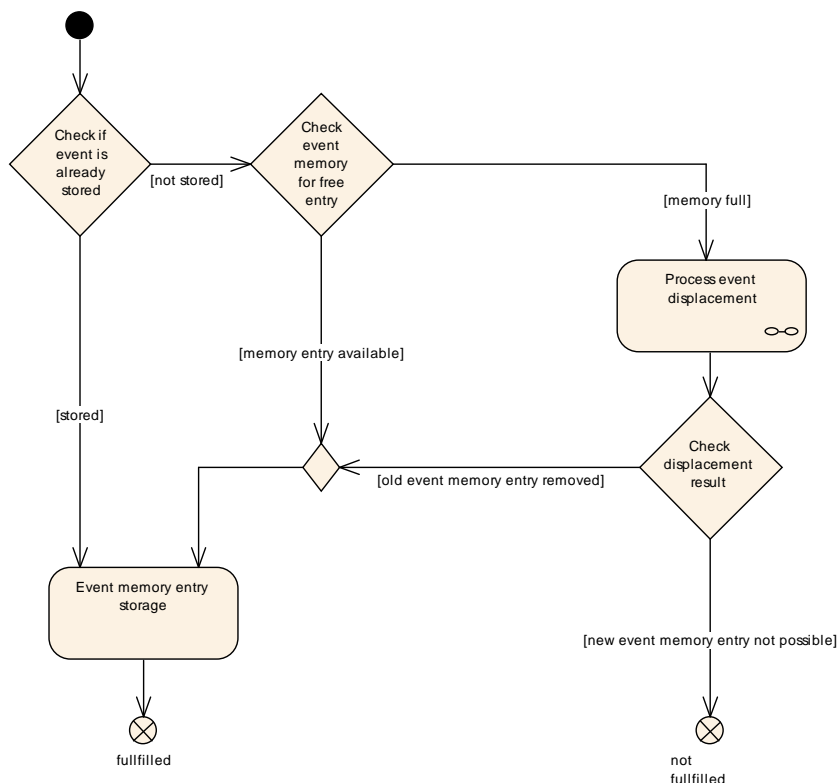 Check if
event is
already
stored
[not stored]
Check
event
memory
for free
entry
[memory full]
Process event
displacement
[memory entry available]
[stored]
Check
displacement
result
[old event memory entry removed]
Event memory entry
storage
[new event memory entry not possible]
fullfilled
not
fullfilled